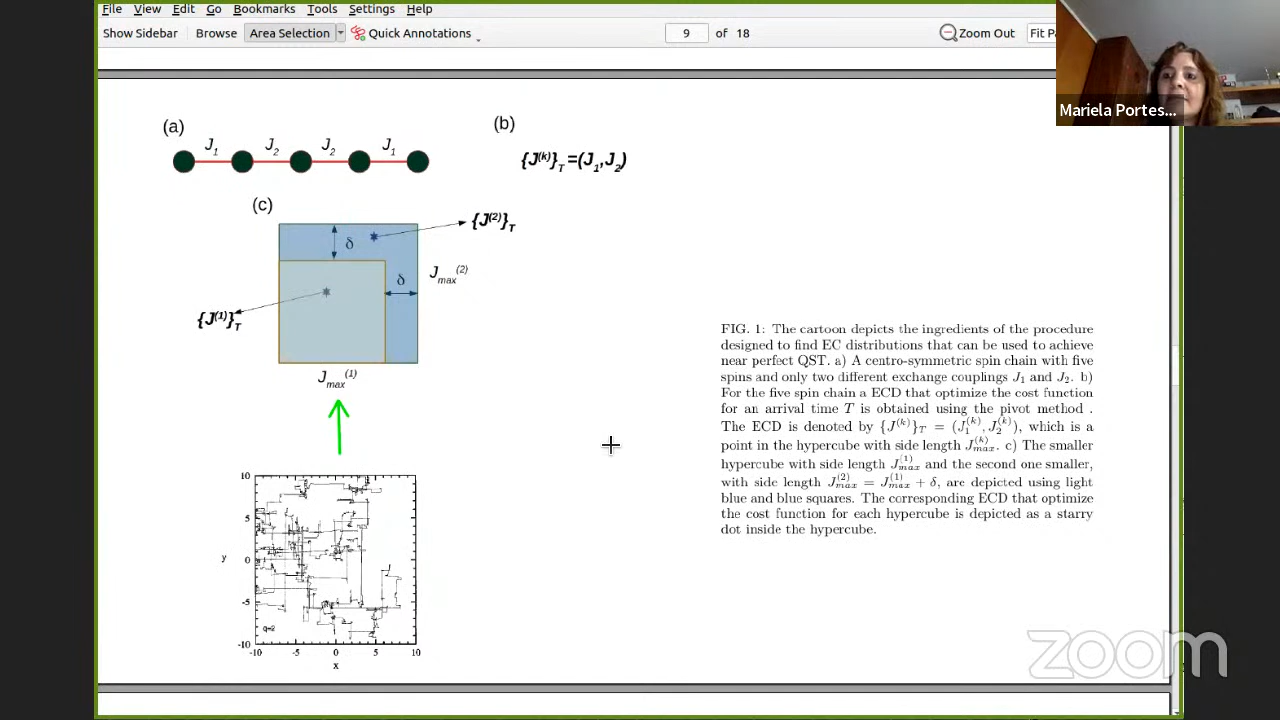 File View Edit Go Bookmarks Tools Settings Help
Show Sidebar Browse Area Selection Quick Annotations 9 of 18 Zoom Out Fit Pa
Mariela Portes...
(a)
J1 J2 J2 J1
(b)
{J(k)}T=(J1,J2)
(c)
{J(2)}T
δ
δ
Jmax(2)
{J(1)}T
Jmax(1)
FIG. 1: The cartoon depicts the ingredients of the procedure
designed to find EC distributions that can be used to achieve
near perfect QST. a) A centro-symmetric spin chain with five
spins and only two different exchange couplings J1 and J2. b)
For the five spin chain a ECD that optimize the cost function
for an arrival time T is obtained using the pivot method .
The ECD is denoted by {J(k)}T = (J1(k), J2(k)), which is a
point in the hypercube with side length Jmax(k). c) The smaller
hypercube with side length Jmax(1) and the second one smaller,
with side length Jmax(2) = Jmax(1) + δ, are depicted using light
blue and blue squares. The corresponding ECD that optimize
the cost function for each hypercube is depicted as a starry
dot inside the hypercube.
10
5
y 0
-5
-10
q=2
-10 -5 0 5 10
x
zoom